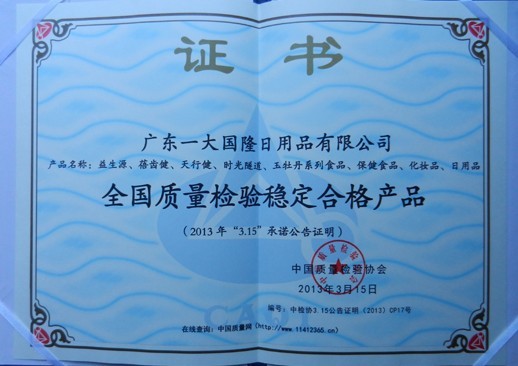 证书
广东一大国隆日用品有限公司
产品名称：益生源、蓓齿健、天行健、时光隧道、玉牡丹系列食品、保健食品、化妆品、日用品
全国质量检验稳定合格产品
（2013年“3.15”承诺公告证明）
中国质量检验协会
2013年3月15日
编号：中检协3.15公告证明（2013）CP17号
在线查询：中国质量网（http://www.11412365.cn）